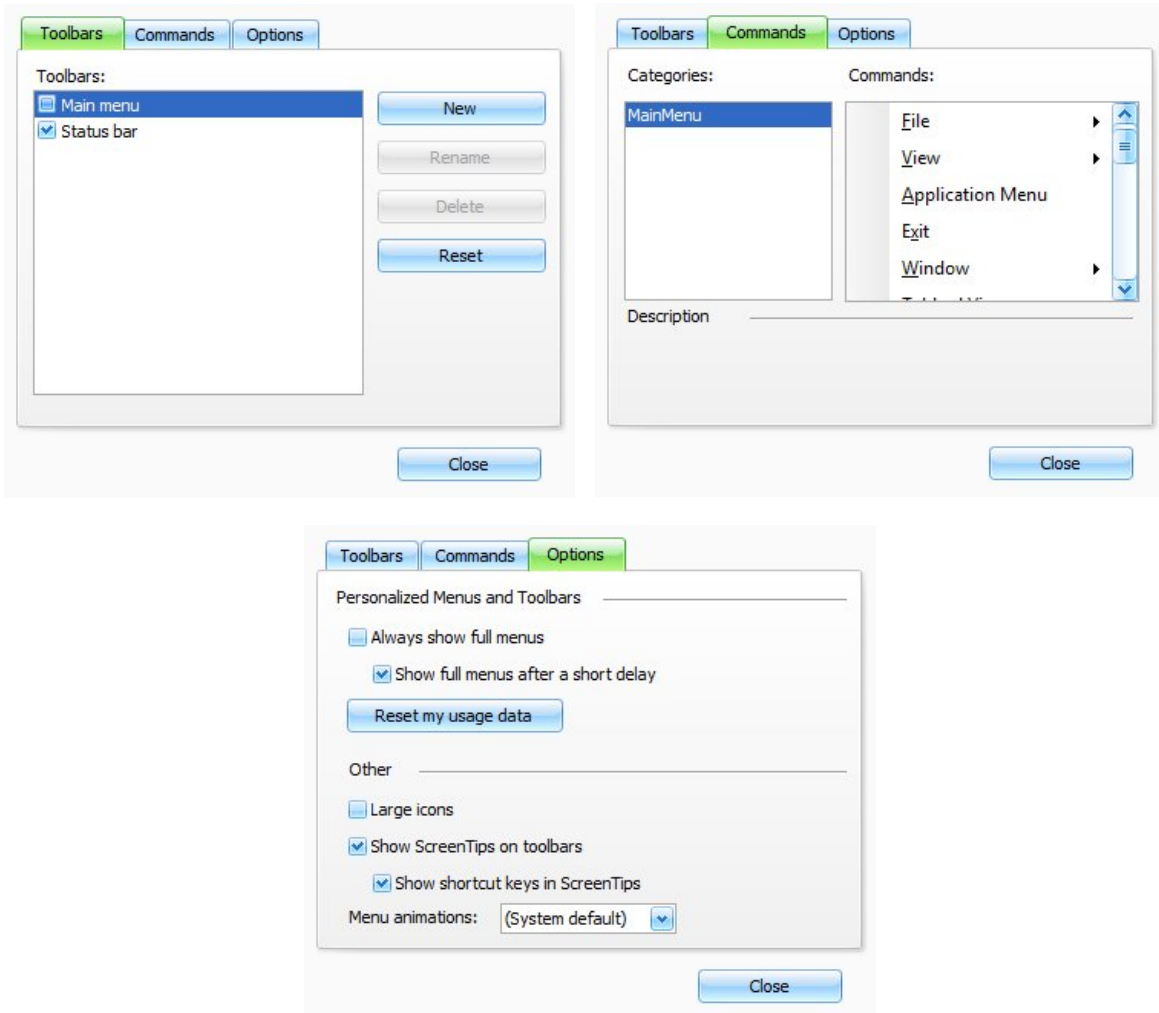 Toolbars Commands Options
Toolbars:
Main menu
Status bar
New
Rename
Delete
Reset
Close
Toolbars Commands Options
Categories: Commands:
MainMenu
File
View
Application Menu
Exit
Window
Description
Close
Toolbars Commands Options
Personalized Menus and Toolbars
Always show full menus
Show full menus after a short delay
Reset my usage data
Other
Large icons
Show ScreenTips on toolbars
Show shortcut keys in ScreenTips
Menu animations: (System default)
Close